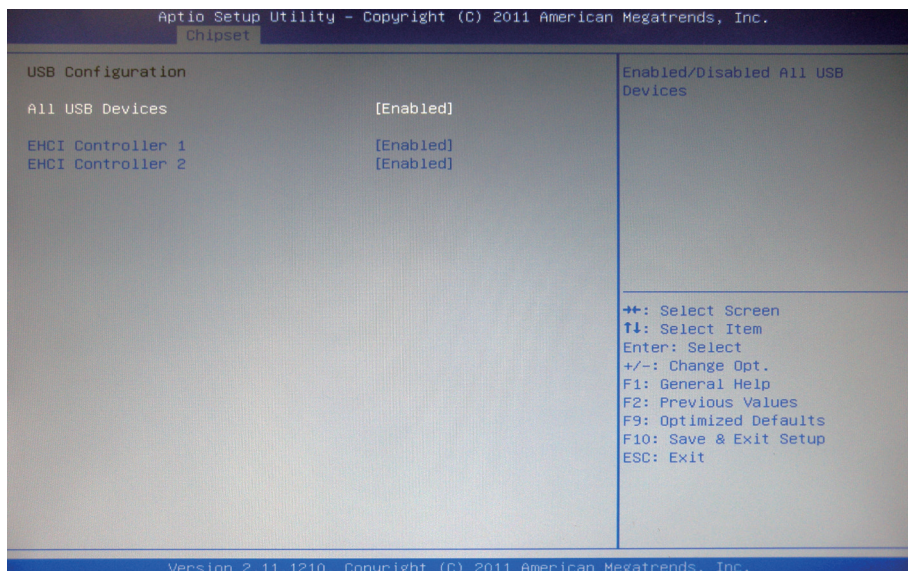 Aptio Setup Utility – Copyright (C) 2011 American Megatrends, Inc.
Chipset
USB Configuration
All USB Devices [Enabled]
EHCI Controller 1 [Enabled]
EHCI Controller 2 [Enabled]
Enabled/Disabled All USB
Devices
→←: Select Screen
↑↓: Select Item
Enter: Select
+/-: Change Opt.
F1: General Help
F2: Previous Values
F9: Optimized Defaults
F10: Save & Exit Setup
ESC: Exit
Version 2.11.1210. Copyright (C) 2011 American Megatrends, Inc.